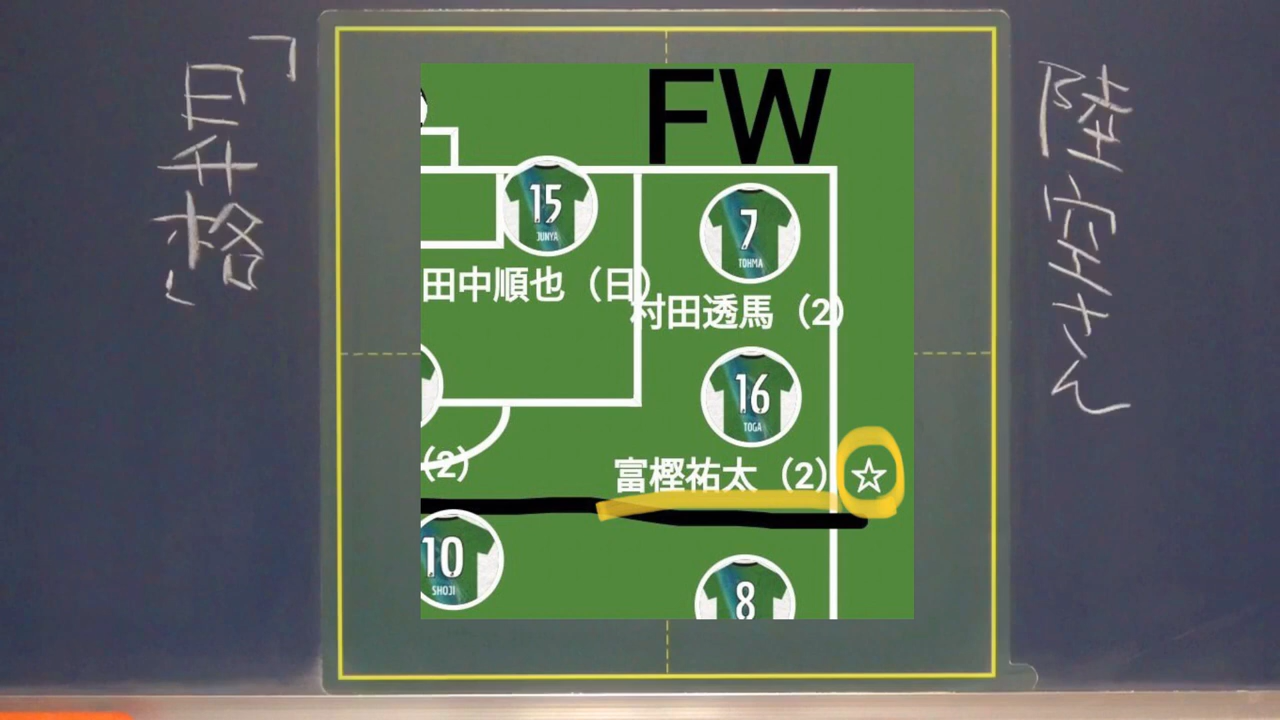 陸空さん
「昇格」
FW
15
JUNYA
田中順也（日）
7
TOHMA
村田透馬（2）
16
TOGA
富樫祐太（2）
☆
（2）
10
SHOJI
8